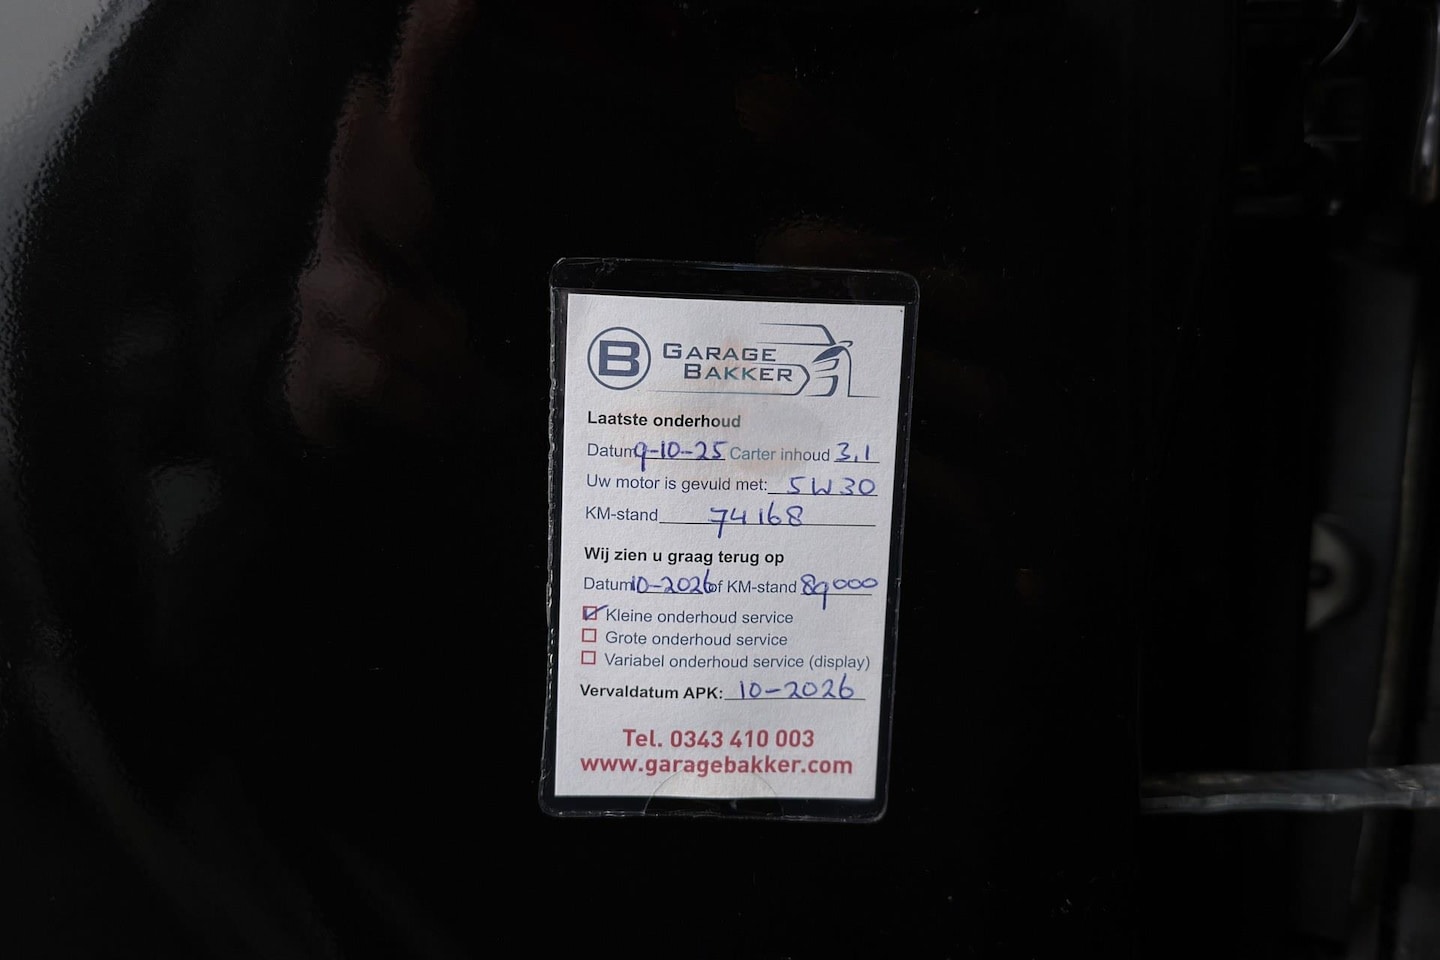 B GARAGE
BAKKER
Laatste onderhoud
Datum 9-10-25 Carter inhoud 3,1
Uw motor is gevuld met: 5W30
KM-stand 74168
Wij zien u graag terug op
Datum 10-2026 of KM-stand 89000
Kleine onderhoud service
Grote onderhoud service
Variabel onderhoud service (display)
Vervaldatum APK: 10-2026
Tel. 0343 410 003
www.garagebakker.com